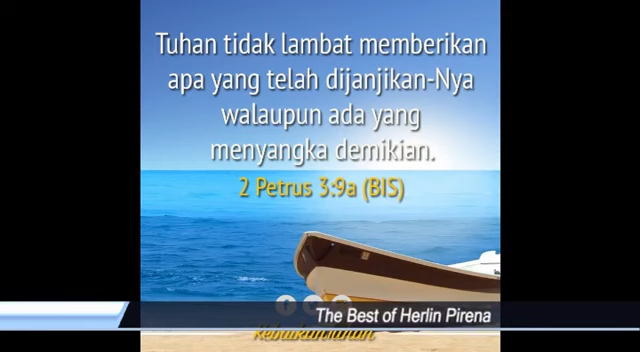 Tuhan tidak lambat memberikan
apa yang telah dijanjikan-Nya
walaupun ada yang
menyangka demikian.
2 Petrus 3:9a (BIS)
The Best of Herlin Pirena
KebaikanTuhan